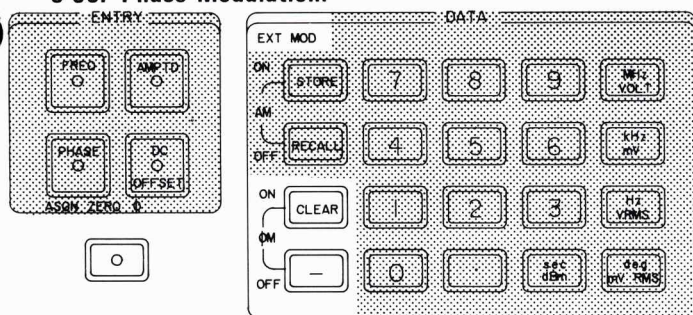 ENTRY
DATA
FREQ
AMPTD
PHASE
DC
OFFSET
ASGN ZERO Φ
EXT MOD
ON
AM
OFF
STORE
7
8
9
MHz
VOLT
RECALL
4
5
6
kHz
mV
ON
ΦM
OFF
CLEAR
1
2
3
Hz
VRMS
–
0
.
sec
dBm
deg
mV RMS